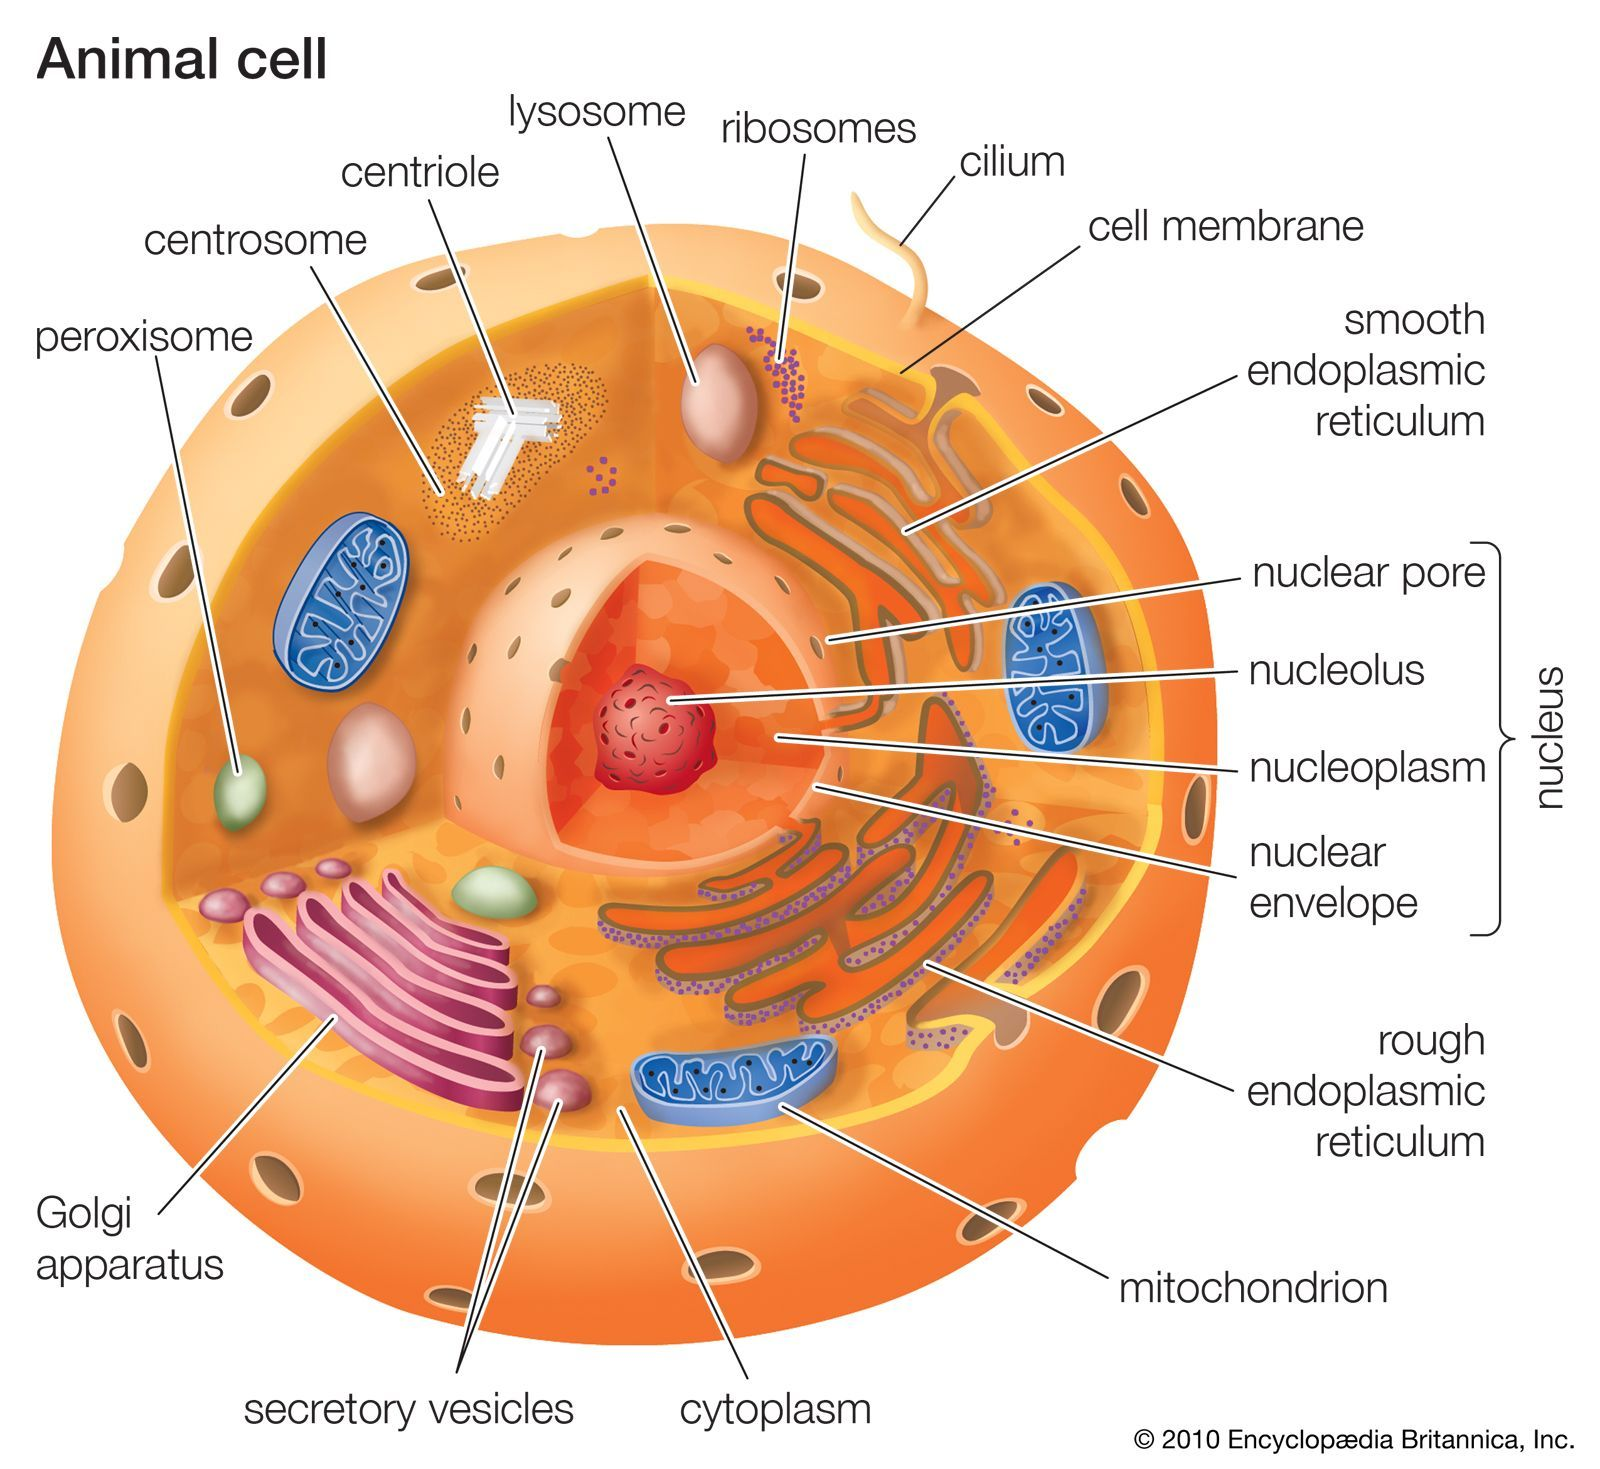 Animal cell
lysosome
ribosomes
cilium
centriole
cell membrane
centrosome
smooth
endoplasmic
reticulum
peroxisome
nuclear pore
nucleolus
nucleus
nucleoplasm
nuclear
envelope
rough
endoplasmic
reticulum
Golgi
apparatus
mitochondrion
secretory vesicles
cytoplasm
© 2010 Encyclopædia Britannica, Inc.